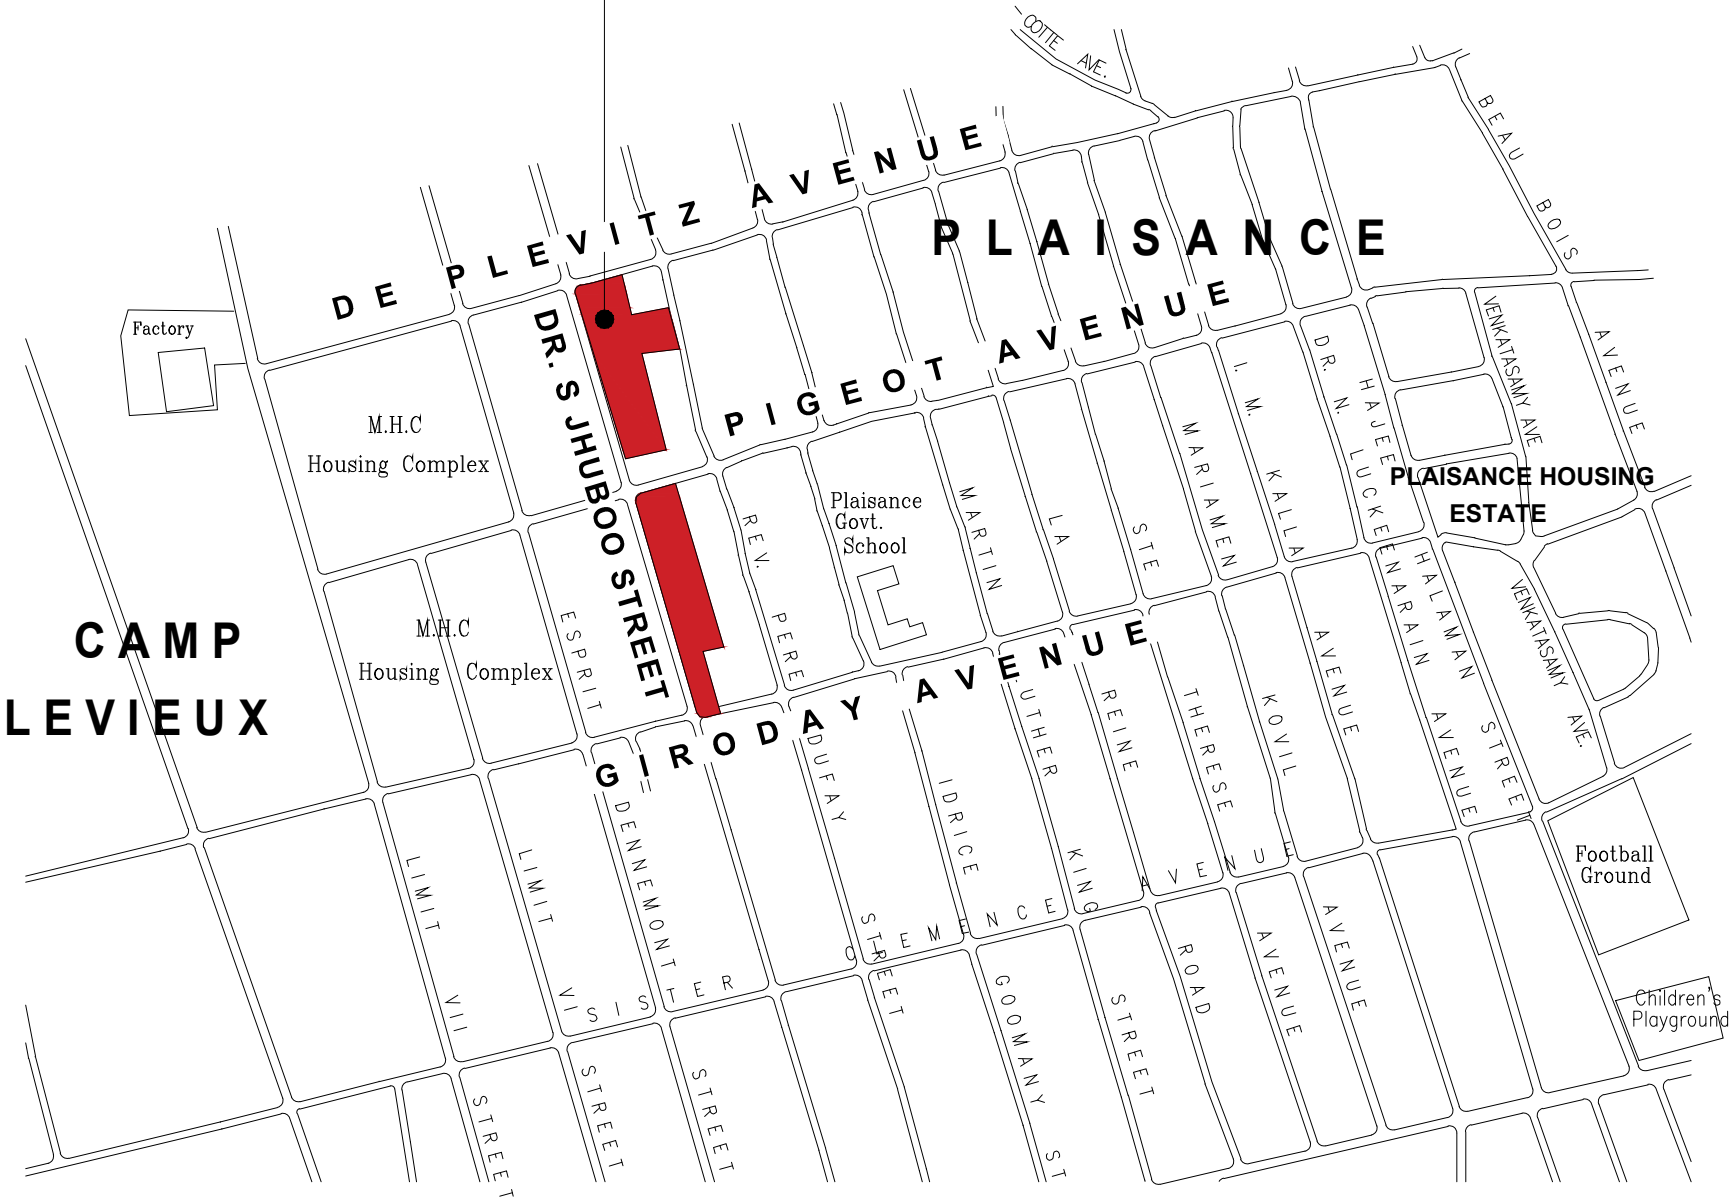 COTTE AVE.
BEAU BOIS AVENUE
DE PLEVITZ AVENUE
PLAISANCE
Factory
DR. S JHUBOO STREET
PIGEOT AVENUE
M.H.C
Housing Complex
VENKATASAMY AVE
DR. N. LUCKEENARAIN AVENUE
HAJEE
I. M. KALLA AVENUE
MARIAMEN KOVIL AVENUE
PLAISANCE HOUSING
ESTATE
Plaisance
Govt.
School
MARTIN LUTHER KING
LA REINE STREET
STE THERESE ROAD
REV. PERE DUFAY STREET
ESPRIT
CAMP
LEVIEUX
M.H.C
Housing Complex
HALAMAN STREE
VENKATASAMY AVE.
GIRODAY AVENUE
DENNEMONT STREET
IDRICE GOOMANY ST
LIMIT VII STREET
LIMIT V STREET
SISTER CLEMENCE AVENUE
AVENUE
Football
Ground
Children's
Playground